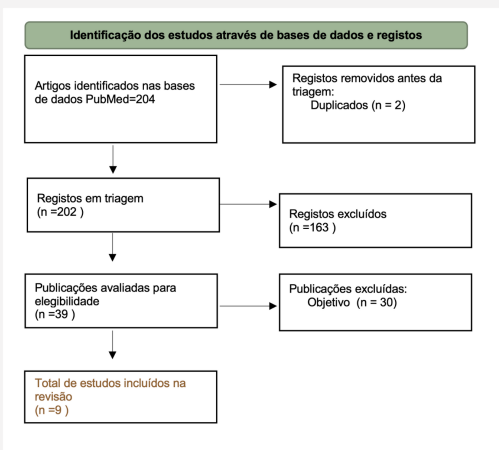 Identificação dos estudos através de bases de dados e registos
Artigos identificados nas bases
de dados PubMed=204
Registos removidos antes da
triagem:
Duplicados (n = 2)
Registos em triagem
(n =202 )
Registos excluídos
(n =163 )
Publicações avaliadas para
elegibilidade
(n =39 )
Publicações excluídas:
Objetivo  (n = 30)
Total de estudos incluídos na
revisão
(n =9 )